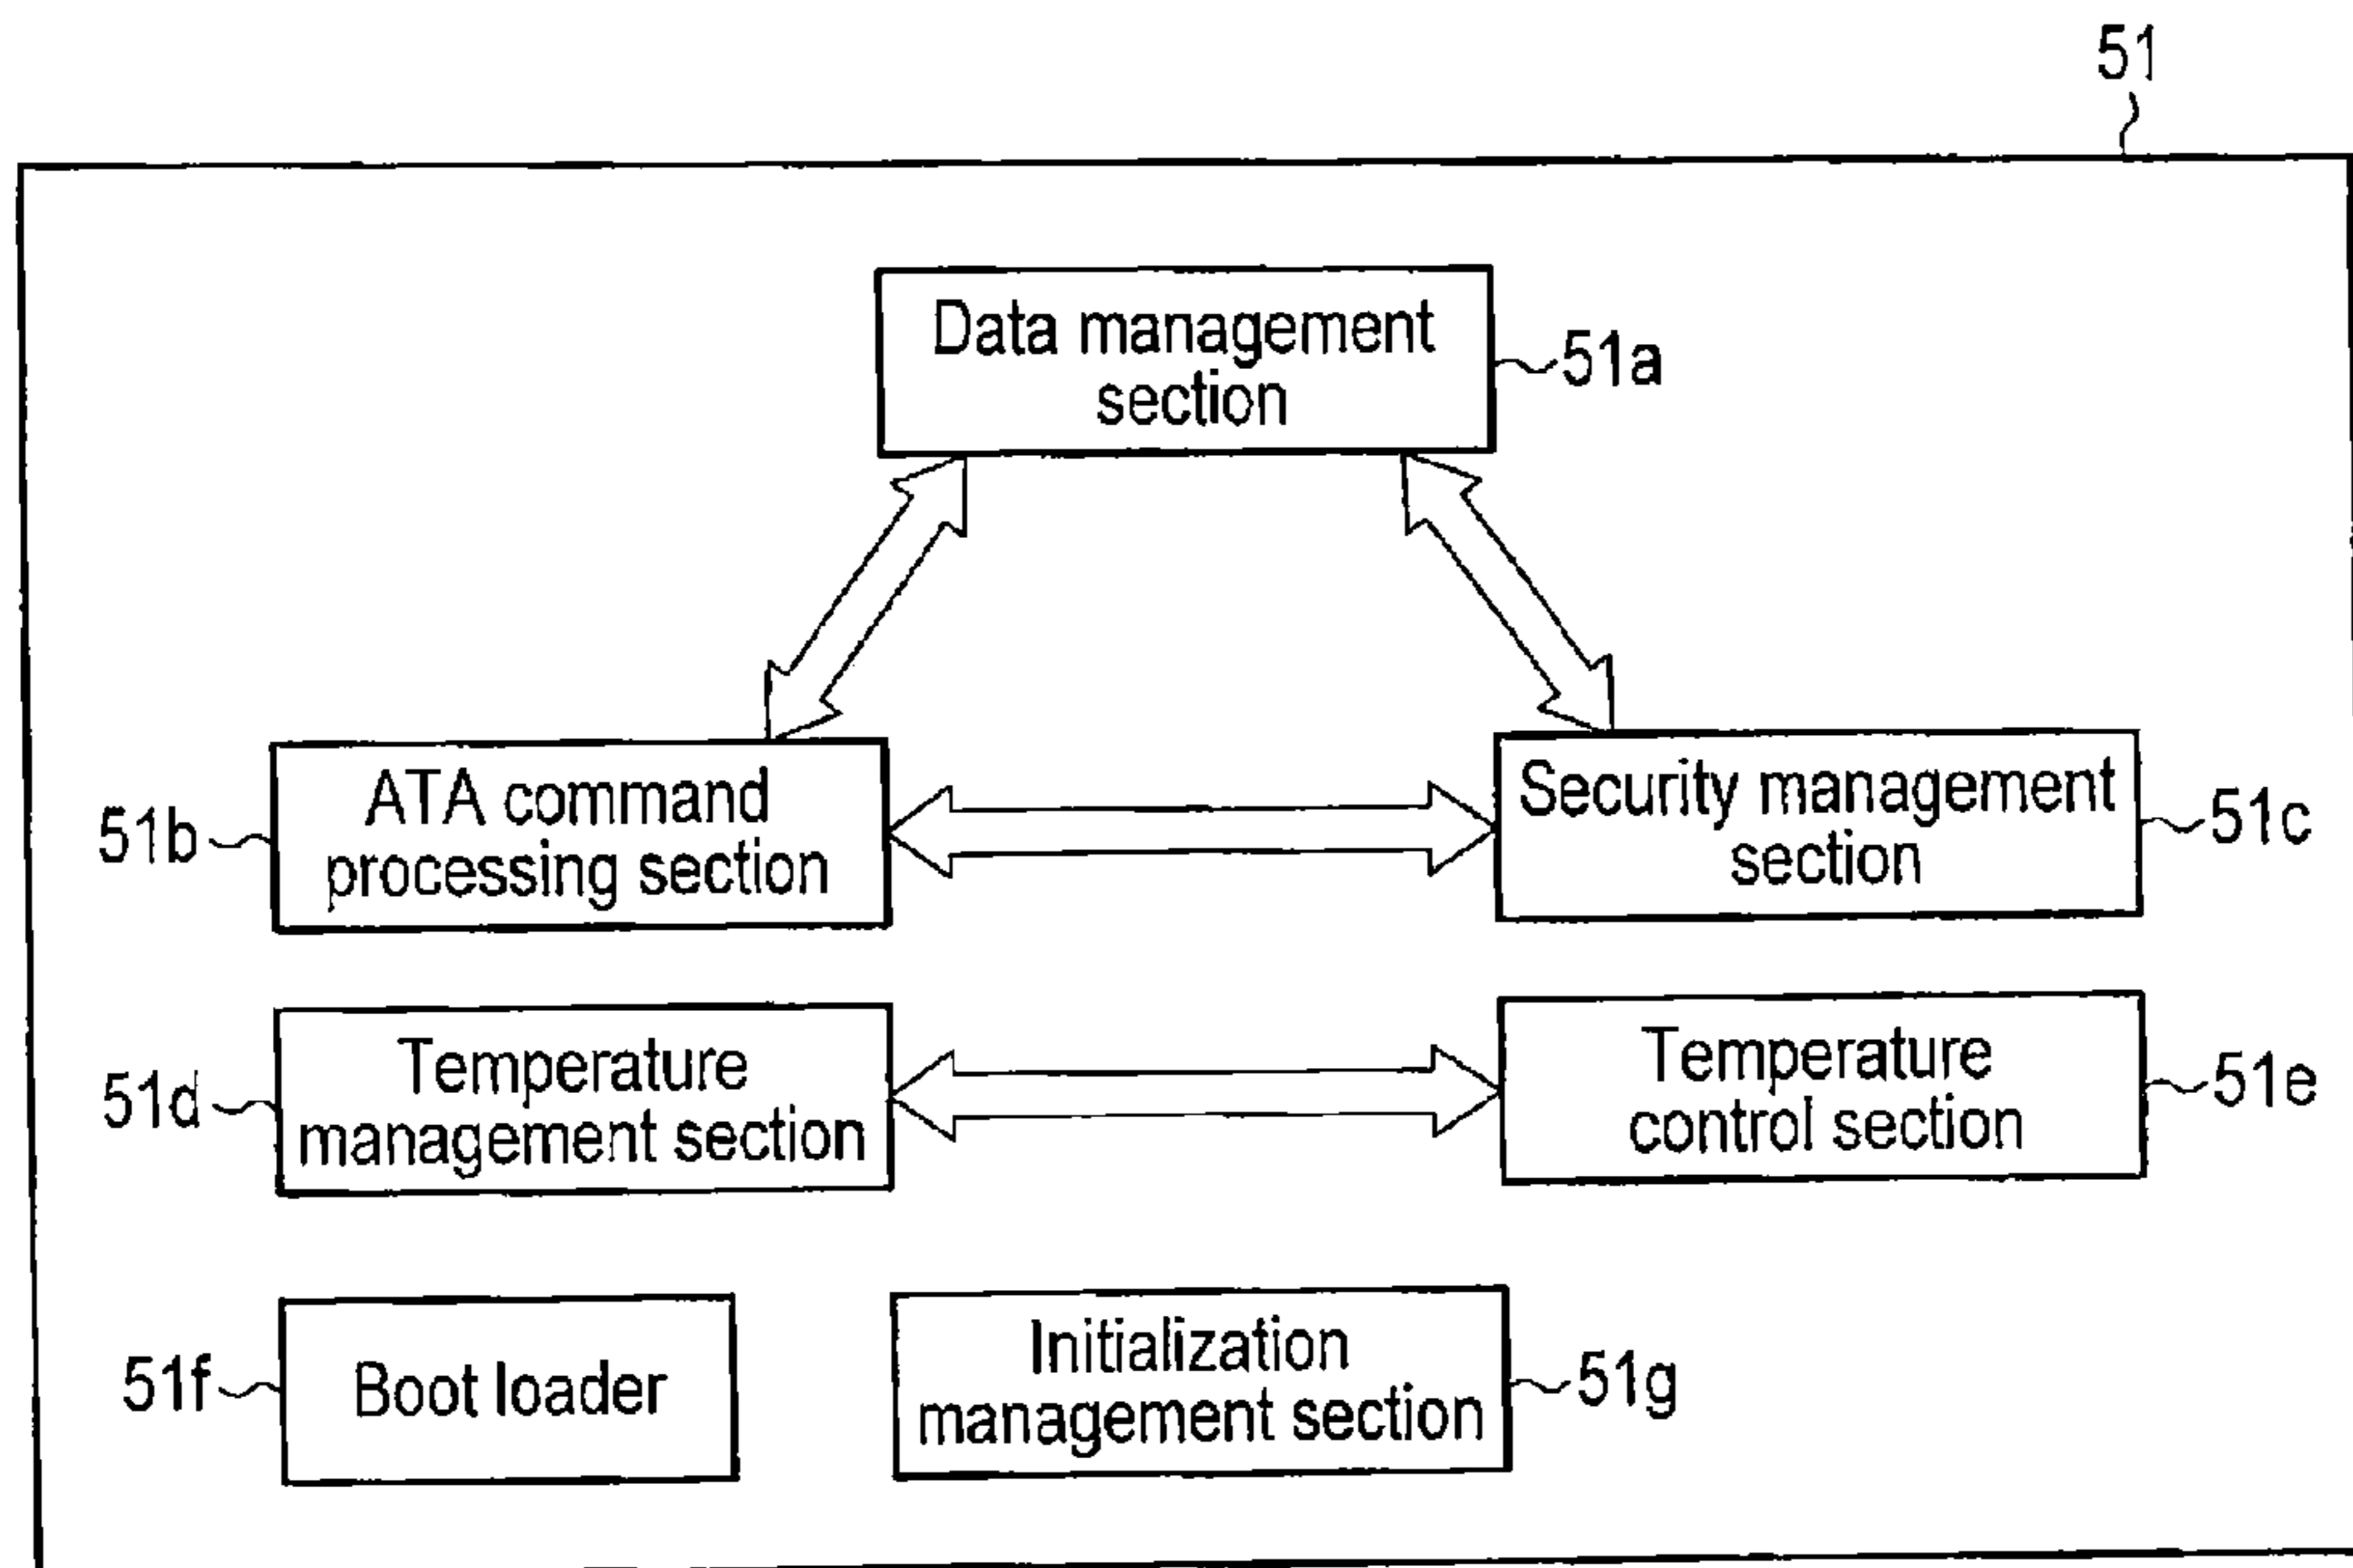 51
Data management
section
51a
ATA command
processing section
51b
Security management
section
51c
Temperature
management section
51d
Temperature
control section
51e
Boot loader
51f
Initialization
management section
51g